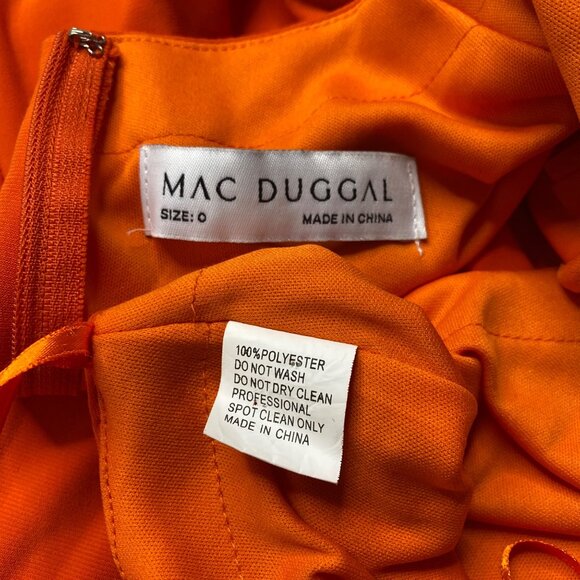 MAC DUGGAL
SIZE: 0 MADE IN CHINA
100%POLYESTER
DO NOT WASH
DO NOT DRY CLEAN
PROFESSIONAL
SPOT CLEAN ONLY
MADE IN CHINA